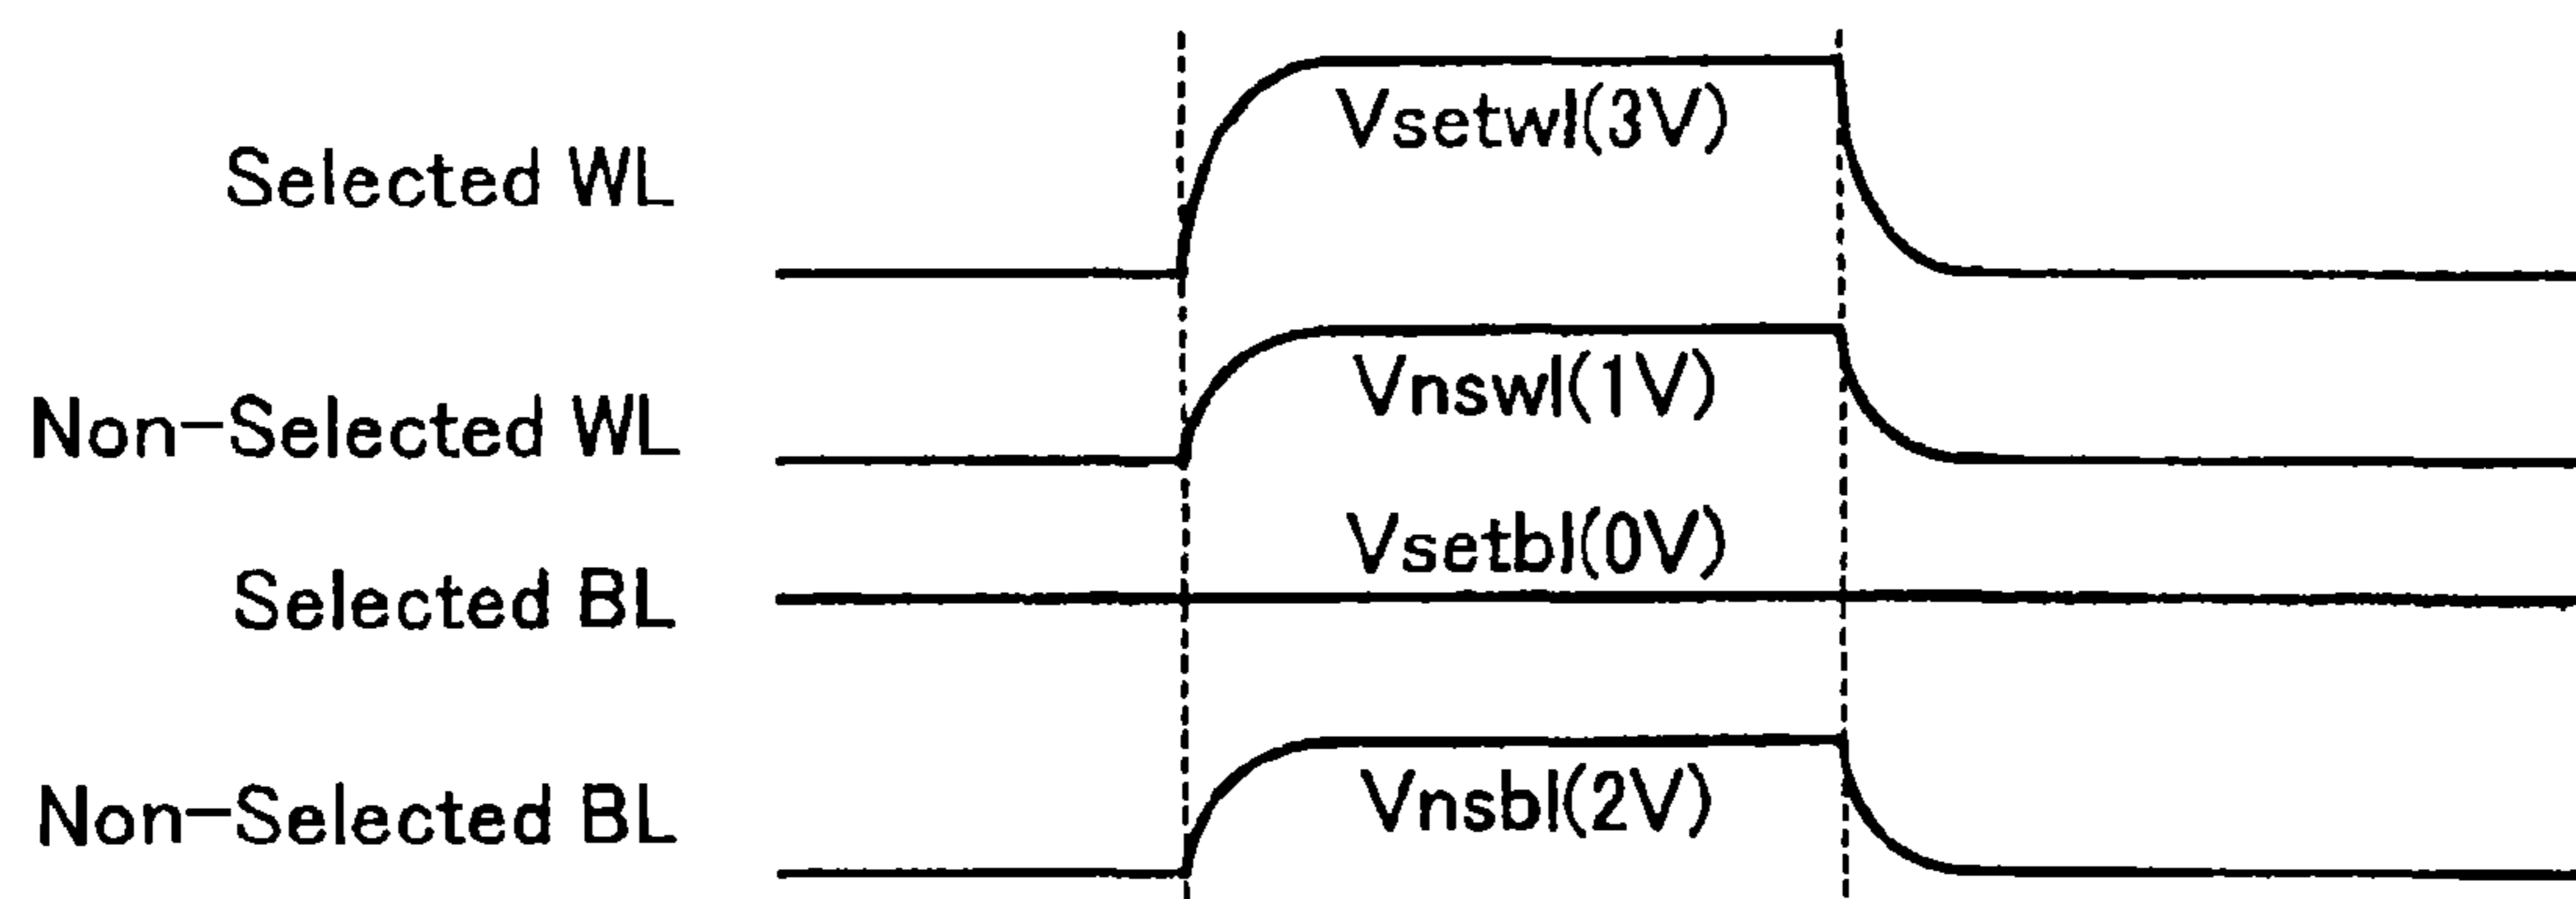 Vsetwl(3V)
Selected WL
Vnswl(1V)
Non-Selected WL
Vsetbl(0V)
Selected BL
Vnsbl(2V)
Non-Selected BL